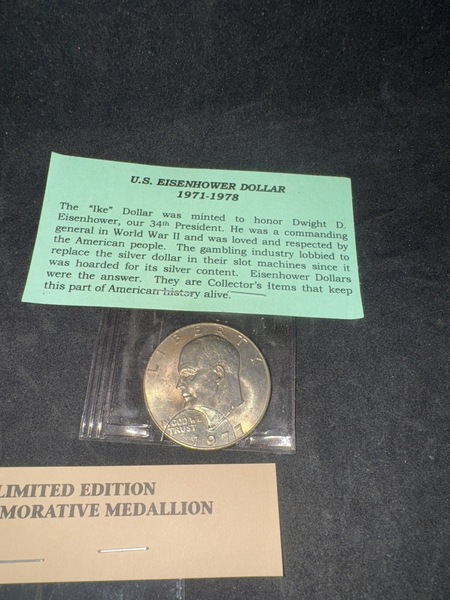 U.S. EISENHOWER DOLLAR
1971-1978
The "Ike" Dollar was minted to honor Dwight D.
Eisenhower, our 34th President. He was a commanding
general in World War II and was loved and respected by
the American people. The gambling industry lobbied to
replace the silver dollar in their slot machines since it
was hoarded for its silver content. Eisenhower Dollars
were the answer. They are Collector's Items that keep
this part of American history alive.
LIBERTY
GOD WE
TRUST
1977
LIMITED EDITION
MORATIVE MEDALLION